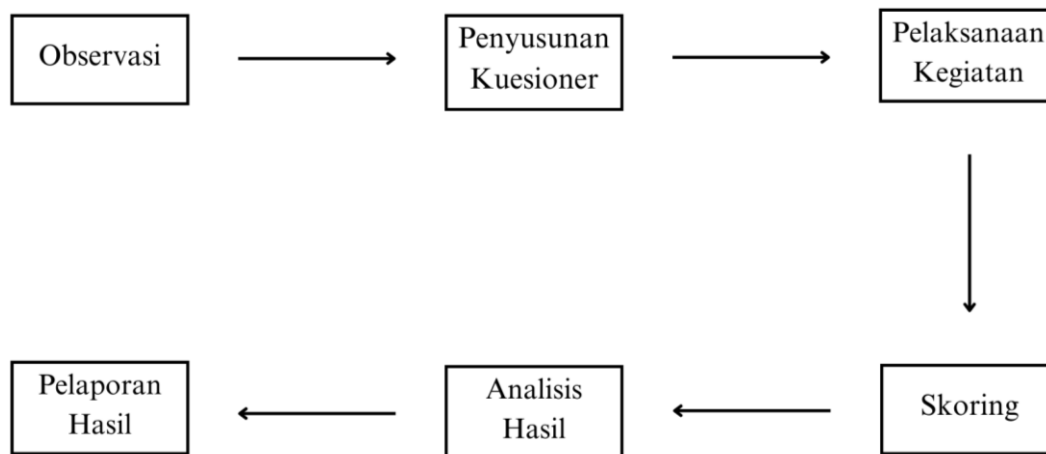 Observasi
Penyusunan
Kuesioner
Pelaksanaan
Kegiatan
Skoring
Analisis
Hasil
Pelaporan
Hasil